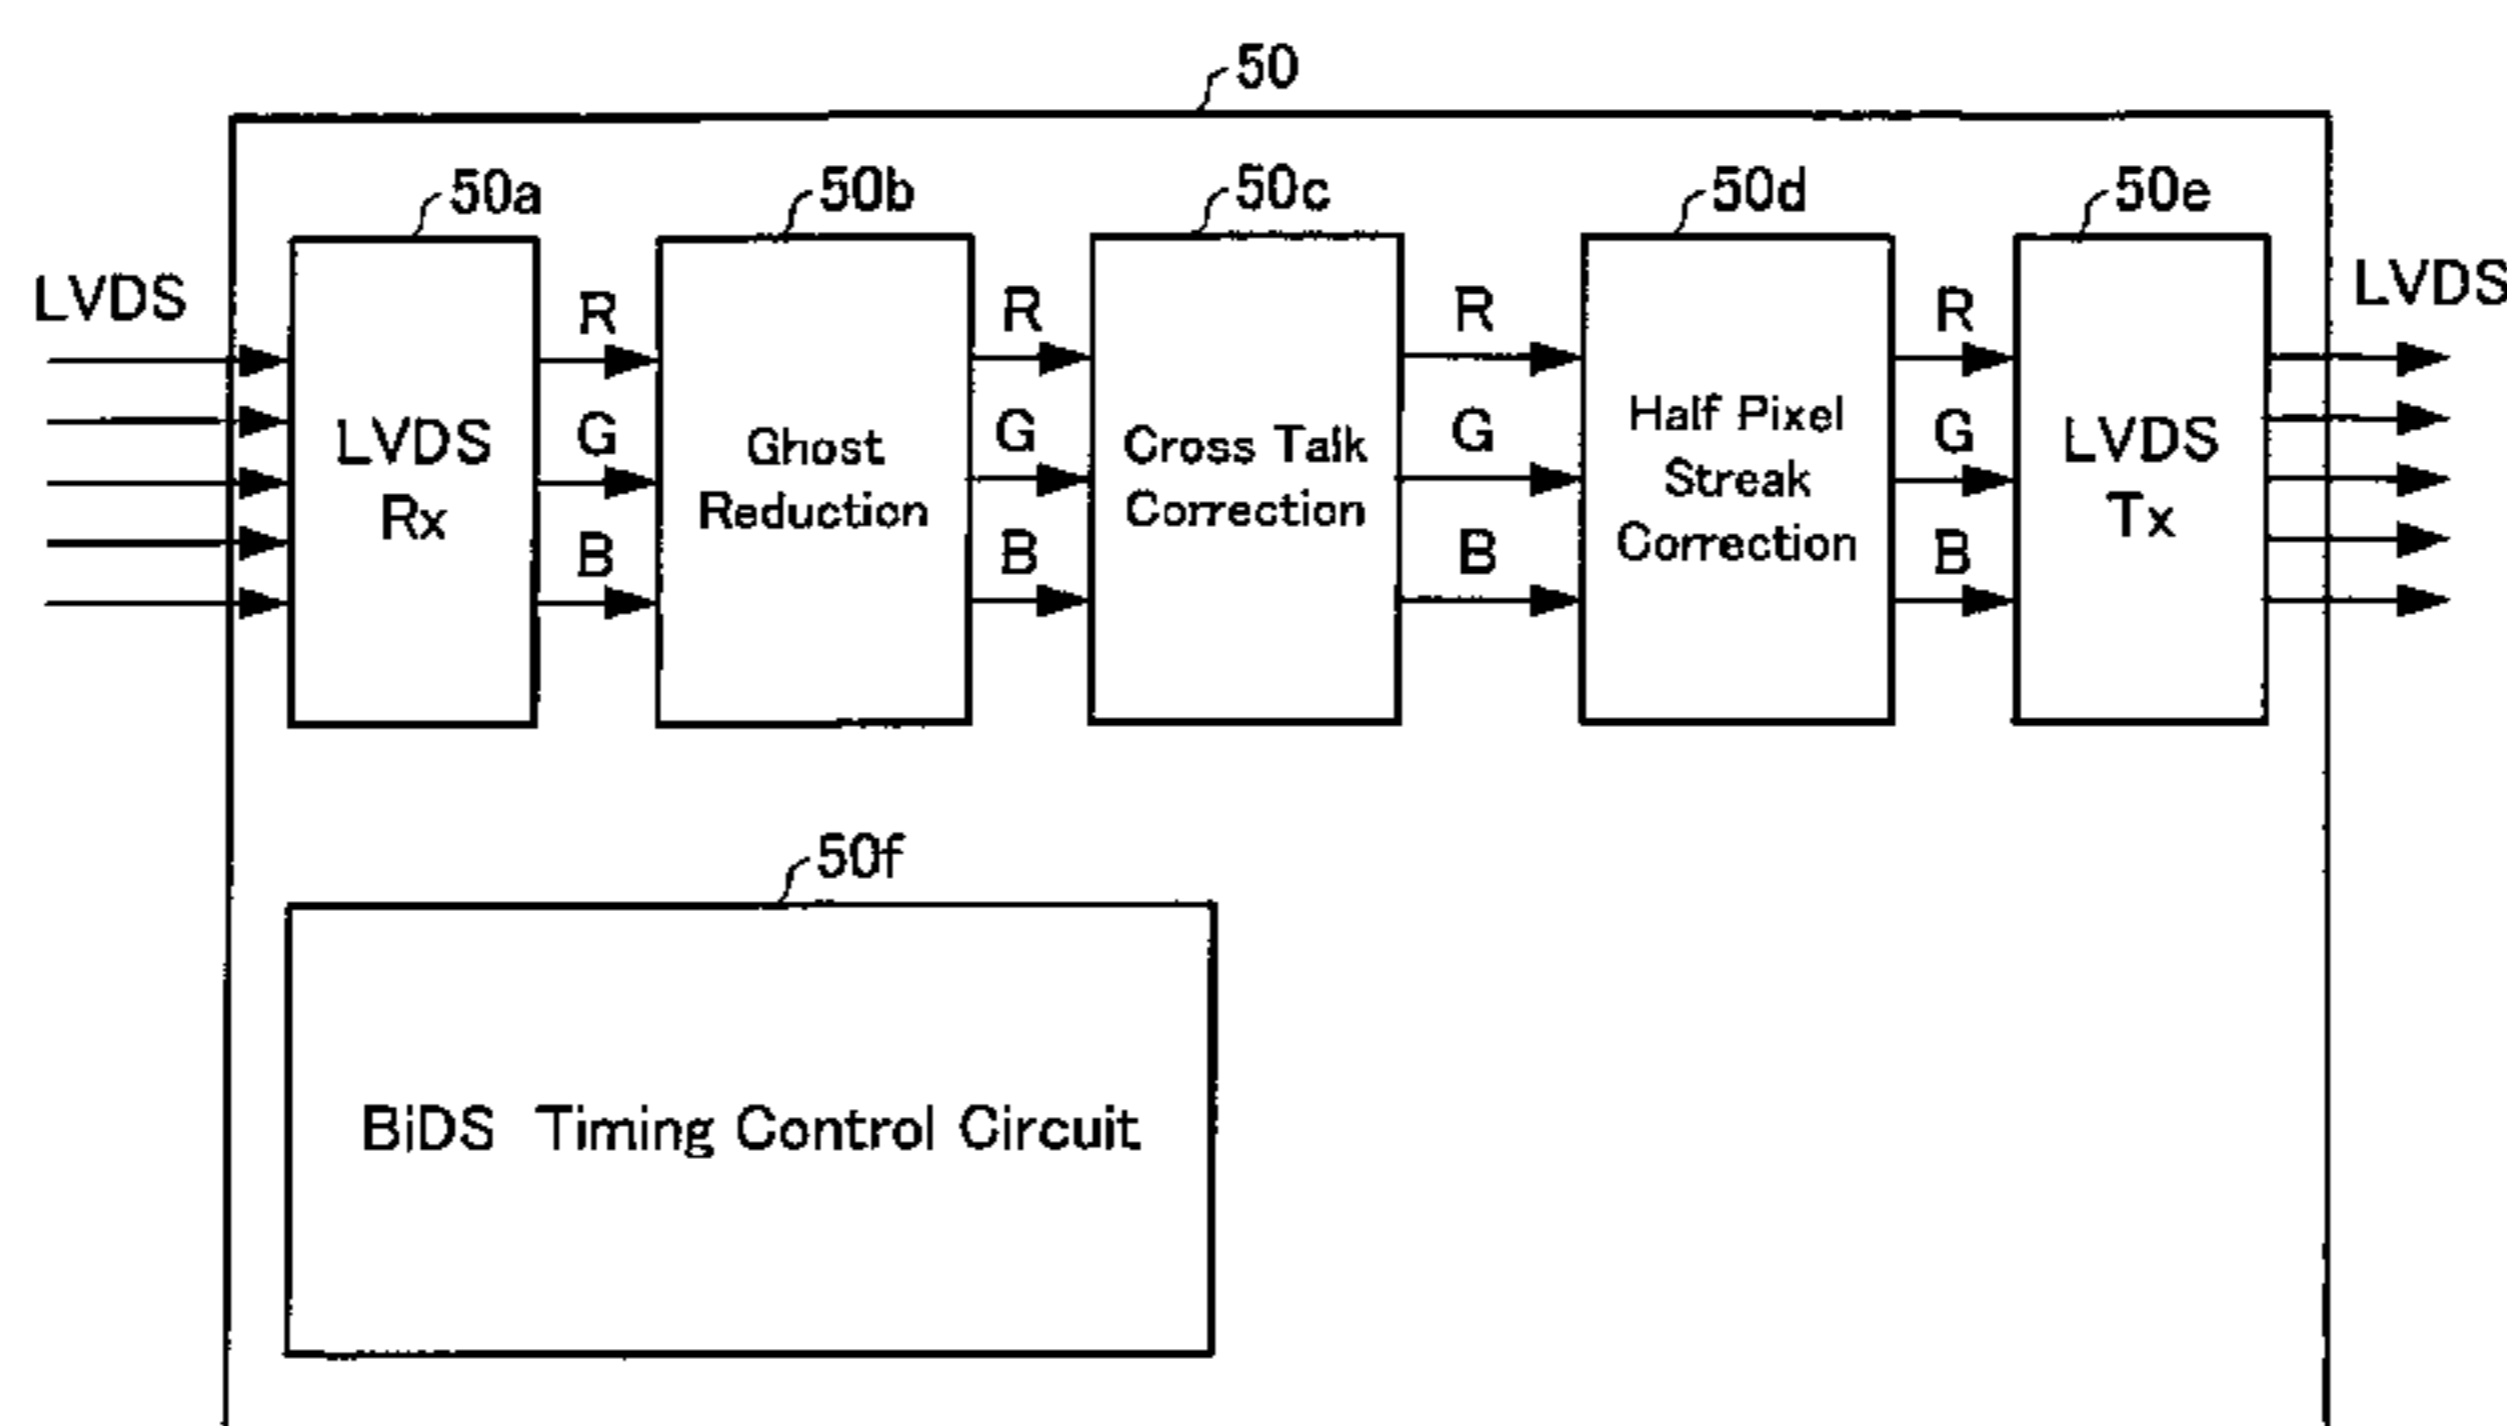 50
50a
50b
50c
50d
50e
LVDS
LVDS
R
R
R
R
G
G
G
G
B
B
B
B
LVDS
Rx
Ghost
Reduction
Cross Talk
Correction
Half Pixel
Streak
Correction
LVDS
Tx
50f
BiDS Timing Control Circuit